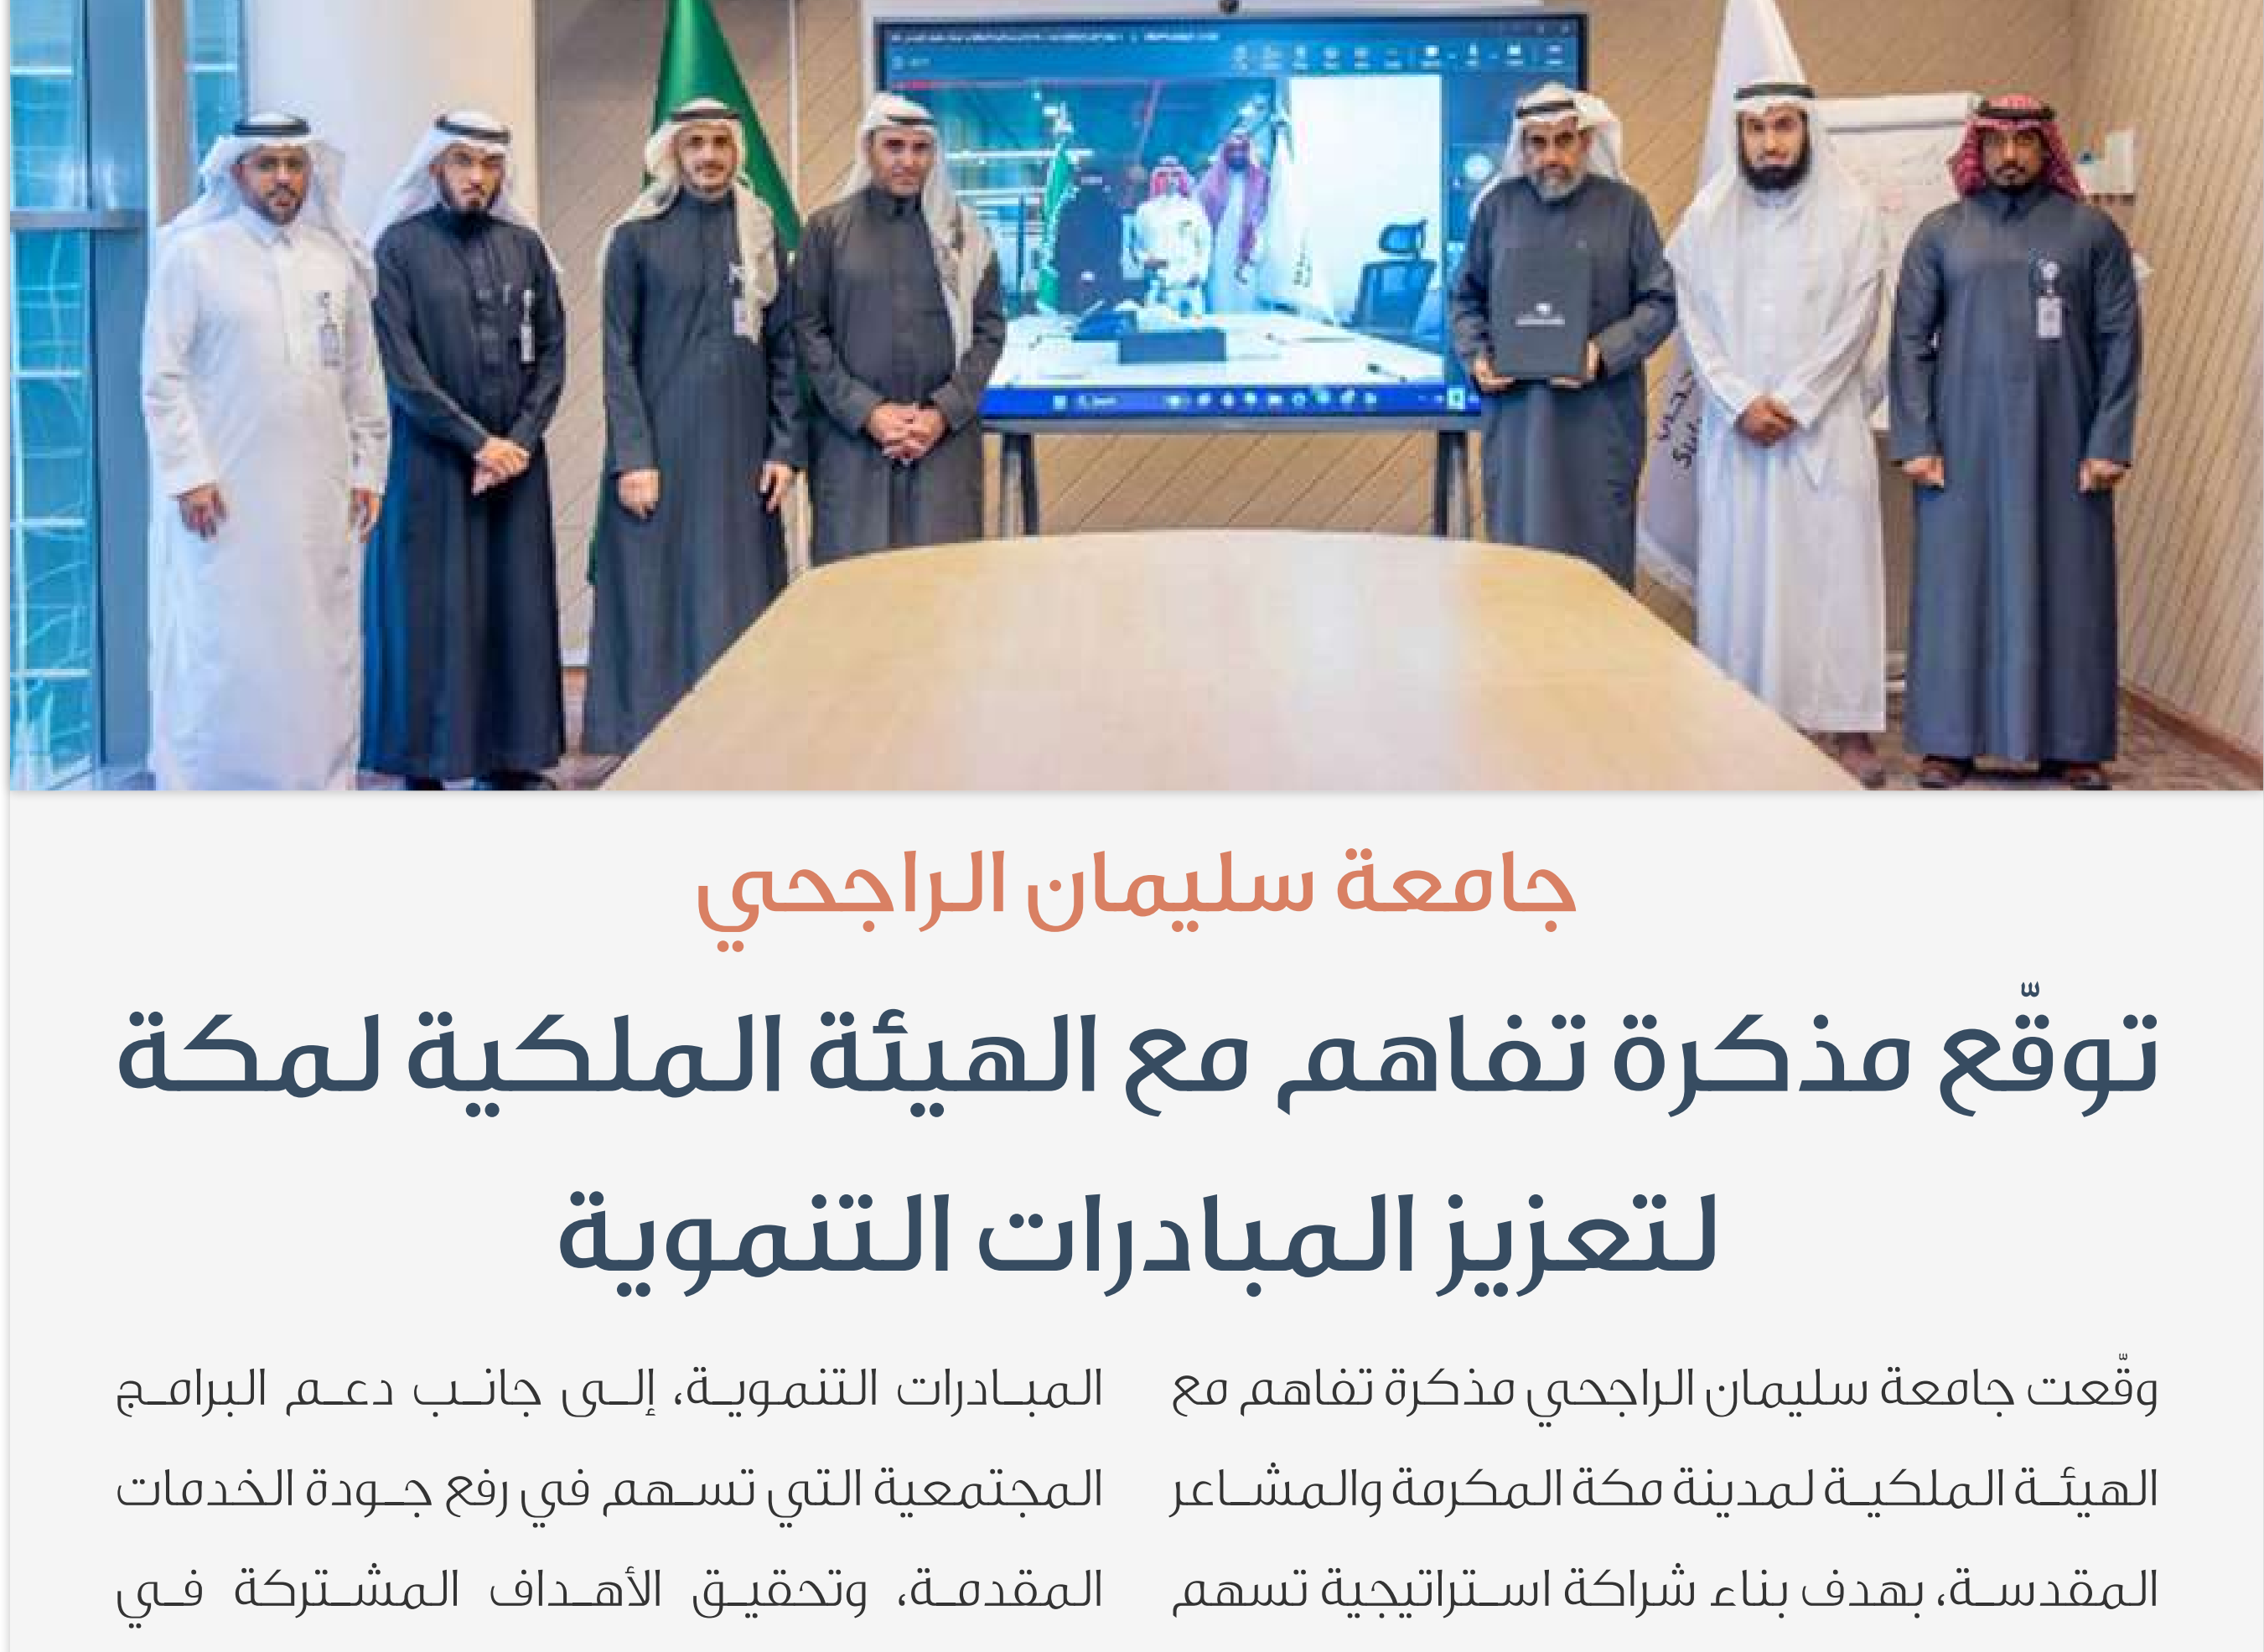 جامعة سليمان الراجحي
توقّع مذكرة تفاهم مع الهيئة الملكية لمكة
لتعزيز المبادرات التنموية
وقّعت جامعة سليمان الراجحي مذكرة تفاهم مع
الهيئة الملكية لمدينة مكة المكرمة والمشاعر
المقدسة، بهدف بناء شراكة استراتيجية تسهم
المبادرات التنموية، إلى جانب دعم البرامج
المجتمعية التي تسهم في رفع جودة الخدمات
المقدمة، وتحقيق الأهداف المشتركة في